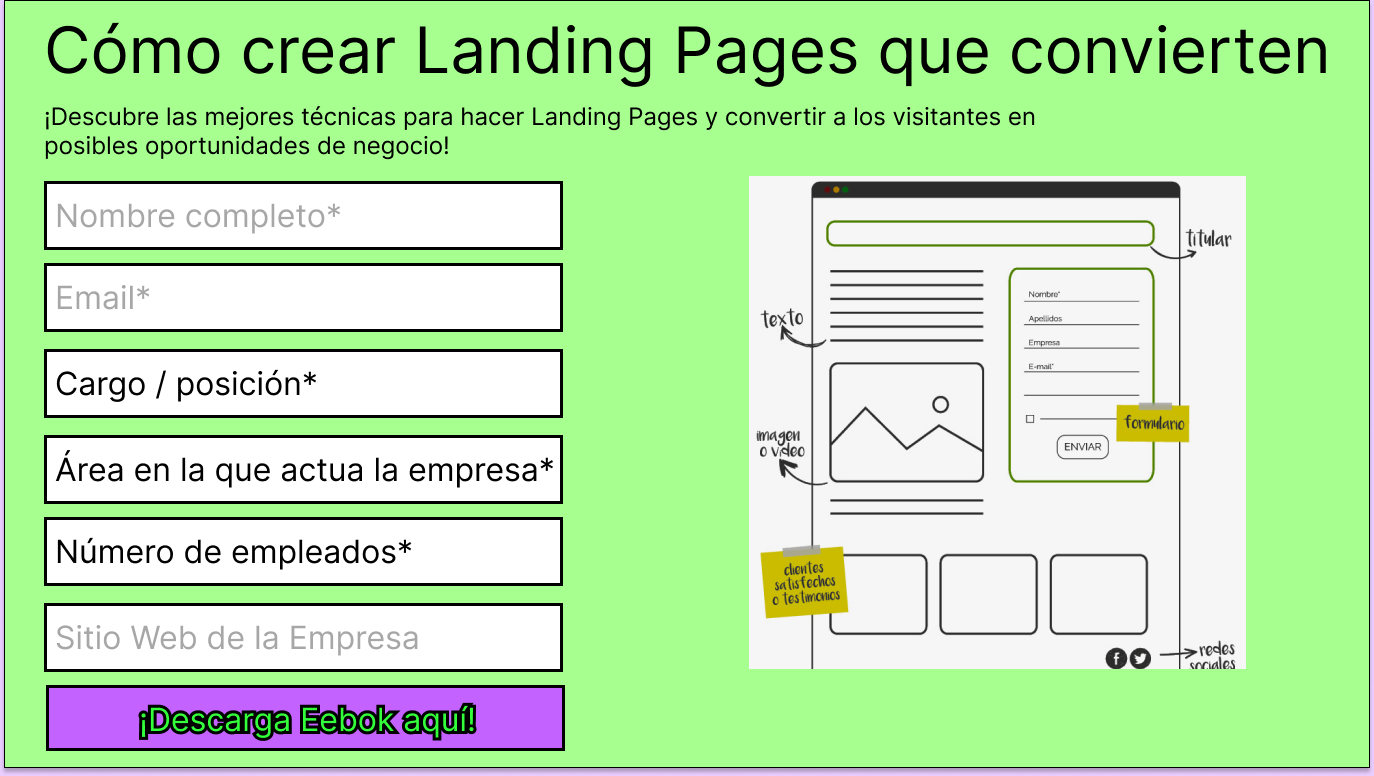 Cómo crear Landing Pages que convierten
¡Descubre las mejores técnicas para hacer Landing Pages y convertir a los visitantes en
posibles oportunidades de negocio!
Nombre completo*
Email*
Cargo / posición*
Área en la que actua la empresa*
Número de empleados*
Sitio Web de la Empresa
¡Descarga Eebok aquí!
titular
texto
Nombre*
Apellidos
Empresa
E-mail*
formulario
ENVIAR
imagen
o vídeo
clientes
satisfechos
o testimonios
redes
sociales